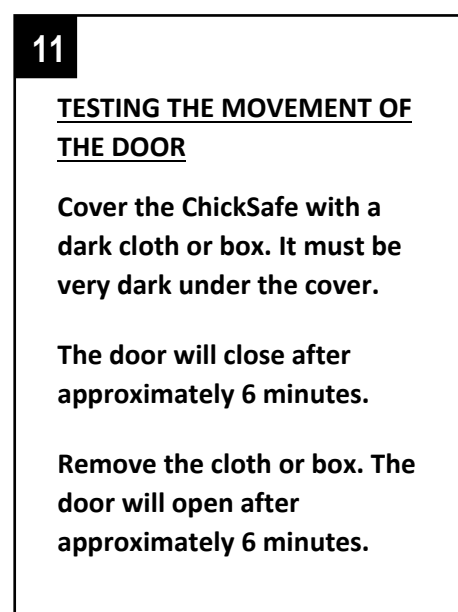 11
TESTING THE MOVEMENT OF
THE DOOR
Cover the ChickSafe with a
dark cloth or box. It must be
very dark under the cover.
The door will close after
approximately 6 minutes.
Remove the cloth or box. The
door will open after
approximately 6 minutes.